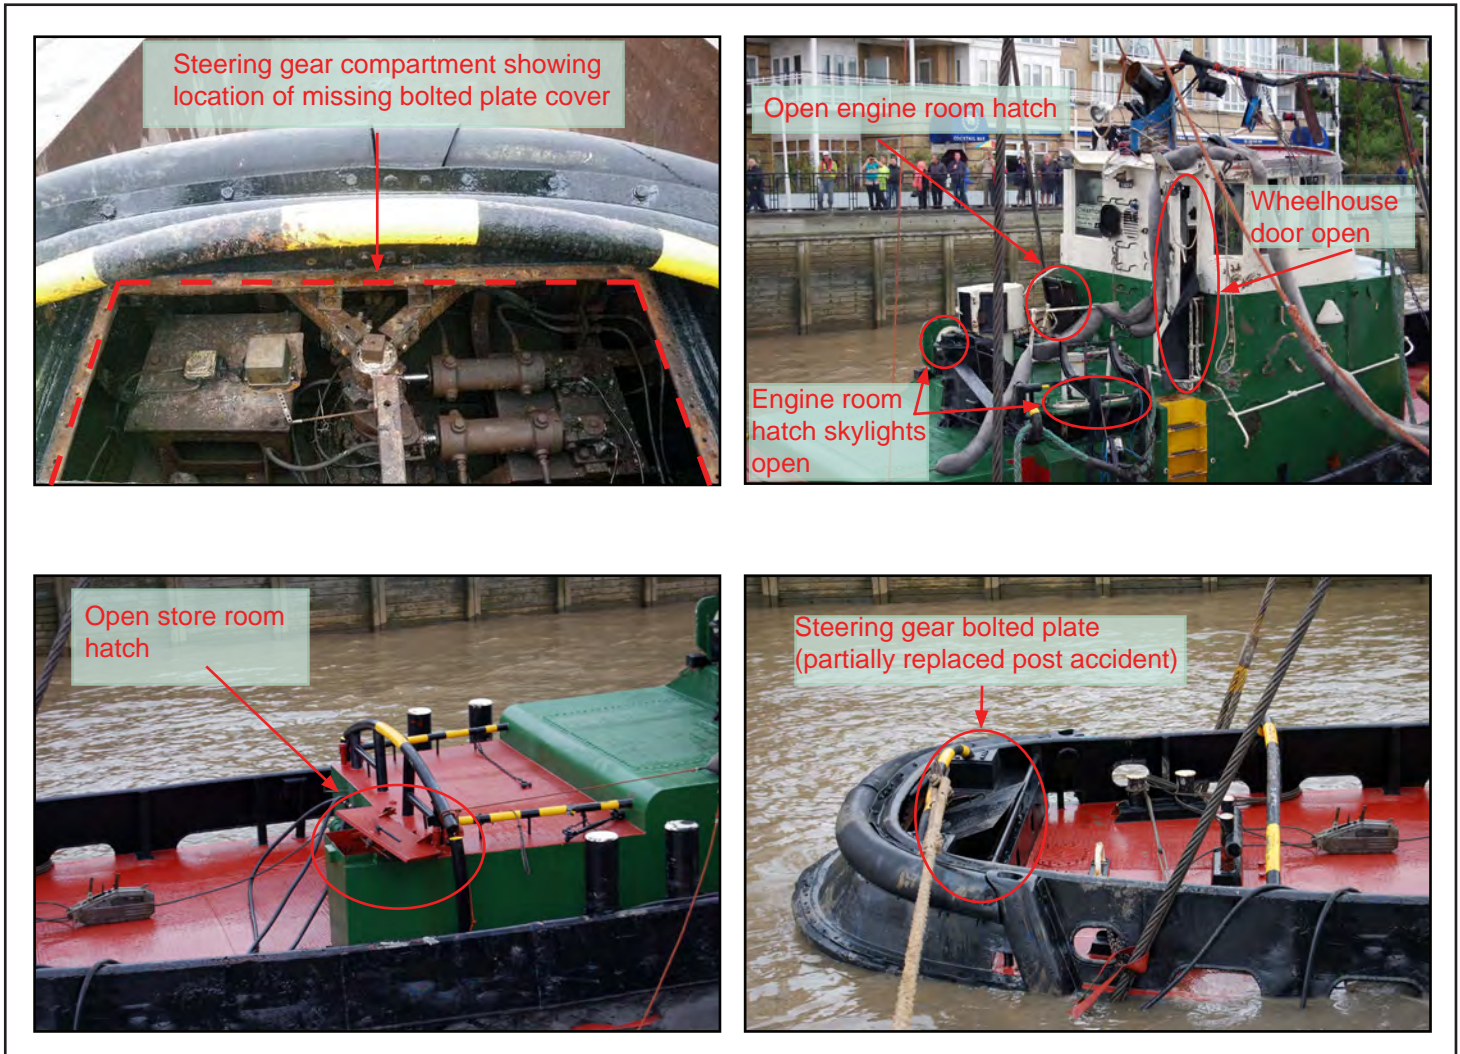 Steering gear compartment showing
location of missing bolted plate cover
Open engine room hatch
Wheelhouse
door open
Engine room
hatch skylights
open
Open store room
hatch
Steering gear bolted plate
(partially replaced post accident)